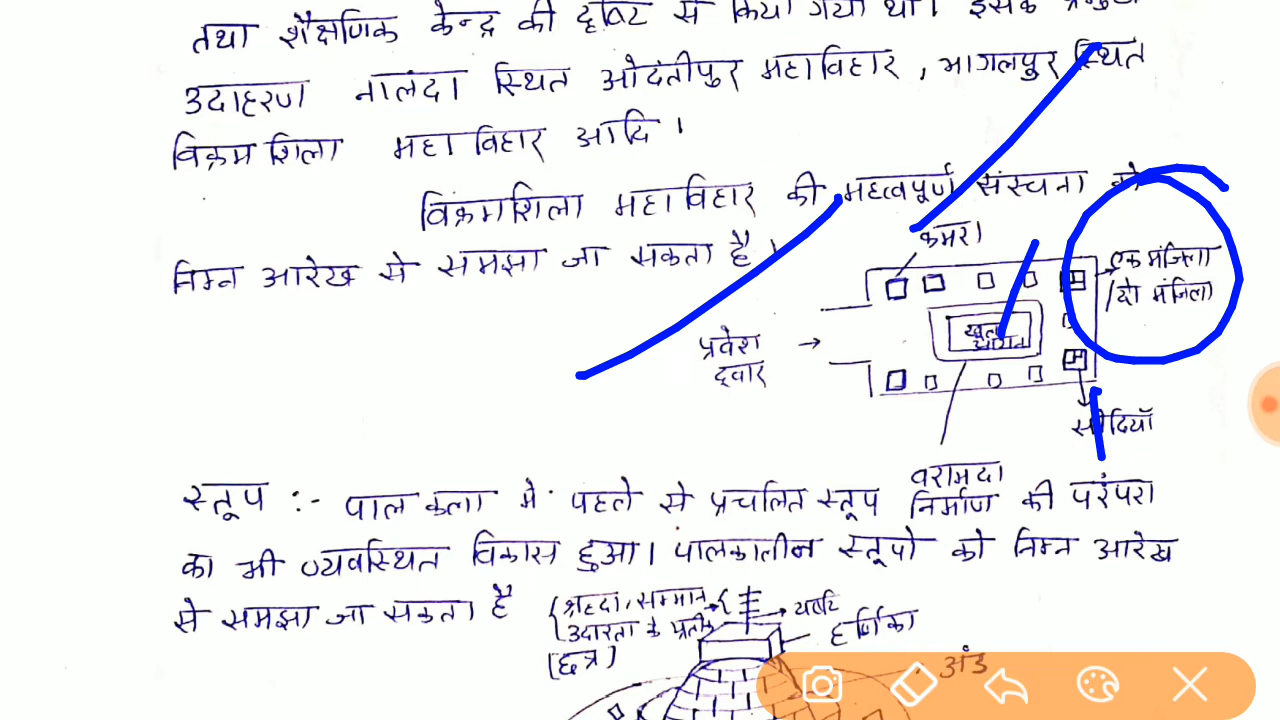 तथा शैक्षणिक केन्द्र की दृष्टि से किया गया था। इसके
उदाहरण नालंदा स्थित ओदंतीपुर महाविहार, भागलपुर स्थित
विक्रमशिला महाविहार आदि।
विक्रमशिला महाविहार की महत्वपूर्ण संरचना को
निम्न आरेख से समझा जा सकता है।
कमरा
एक मंजिला
/दो मंजिला
प्रवेश
द्वार
→
खुला
आंगन
सीढियाँ
वरामदा
स्तूप :- पाल कला में पहले से प्रचलित स्तूप निर्माण की परंपरा
का भी व्यवस्थित विकास हुआ। पालकालीन स्तूपो को निम्न आरेख
से समझा जा सकता है
{श्रद्दा, सम्मान
उदारता के प्रतीक
[छत्र]
यष्टि
हर्णिका
अंड